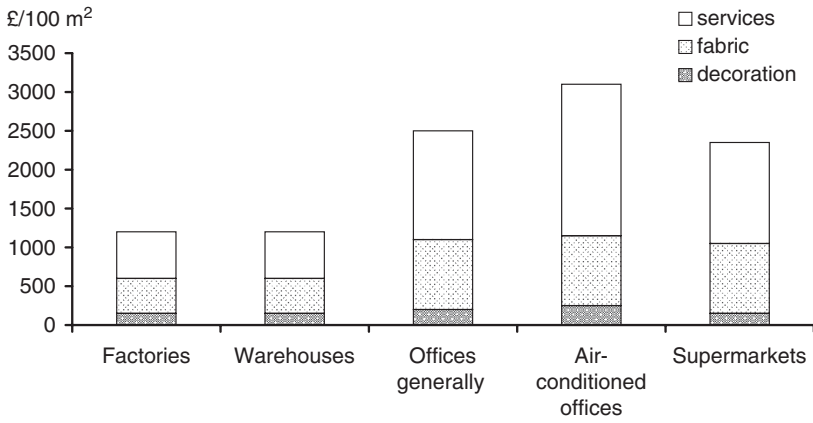 £/100 m²
services
fabric
decoration
3500
3000
2500
2000
1500
1000
500
0
Factories
Warehouses
Offices
generally
Air-
conditioned
offices
Supermarkets